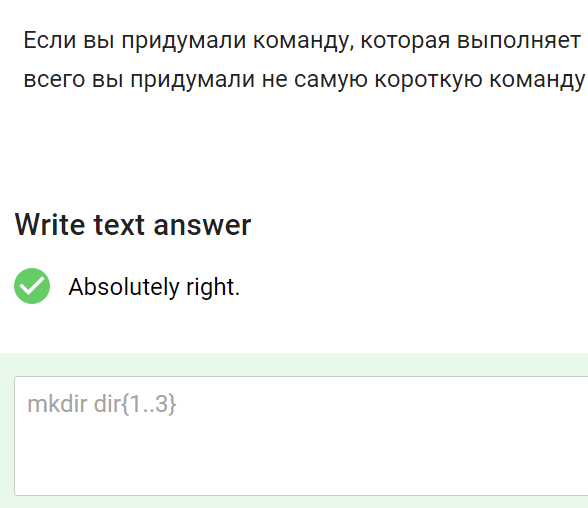 Если вы придумали команду, которая выполняет
всего вы придумали не самую короткую команду
Write text answer
Absolutely right.
mkdir dir{1..3}